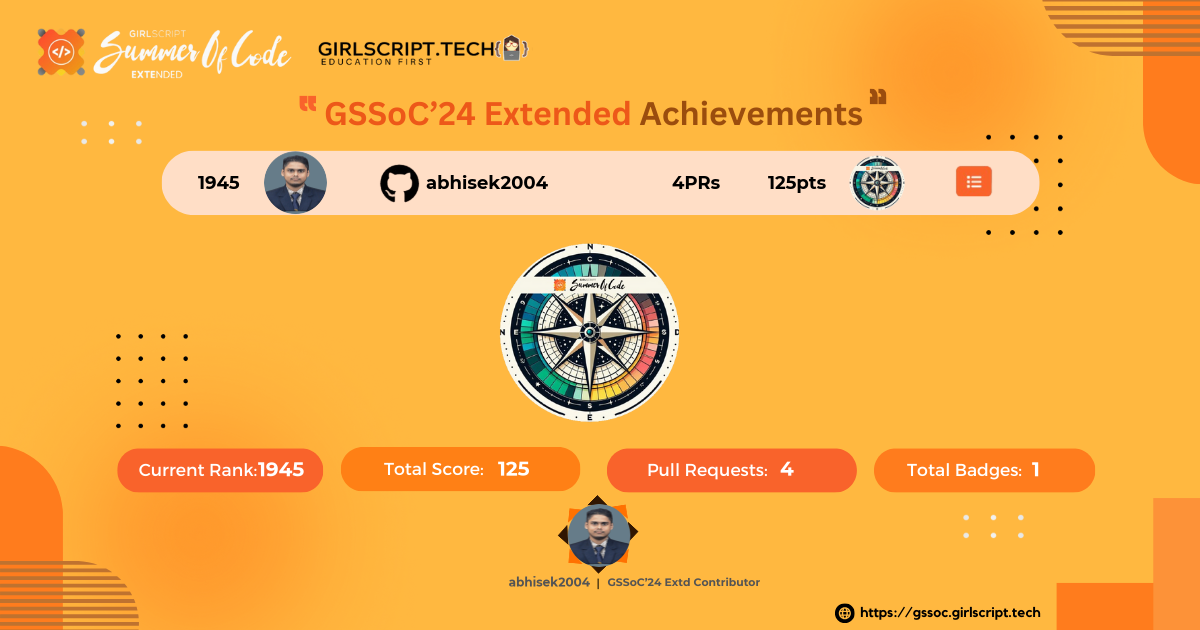 GIRLSCRIPT
Summer Of Code
EXTENDED
GIRLSCRIPT.TECH
EDUCATION FIRST
"GSSoC’24 Extended Achievements"
1945 abhisek2004 4PRs 125pts
N
C
GIRLSCRIPT
Summer Of Code
N E S D
S
E
Current Rank:1945 Total Score: 125 Pull Requests: 4 Total Badges: 1
abhisek2004 | GSSoC’24 Extd Contributor
https://gssoc.girlscript.tech